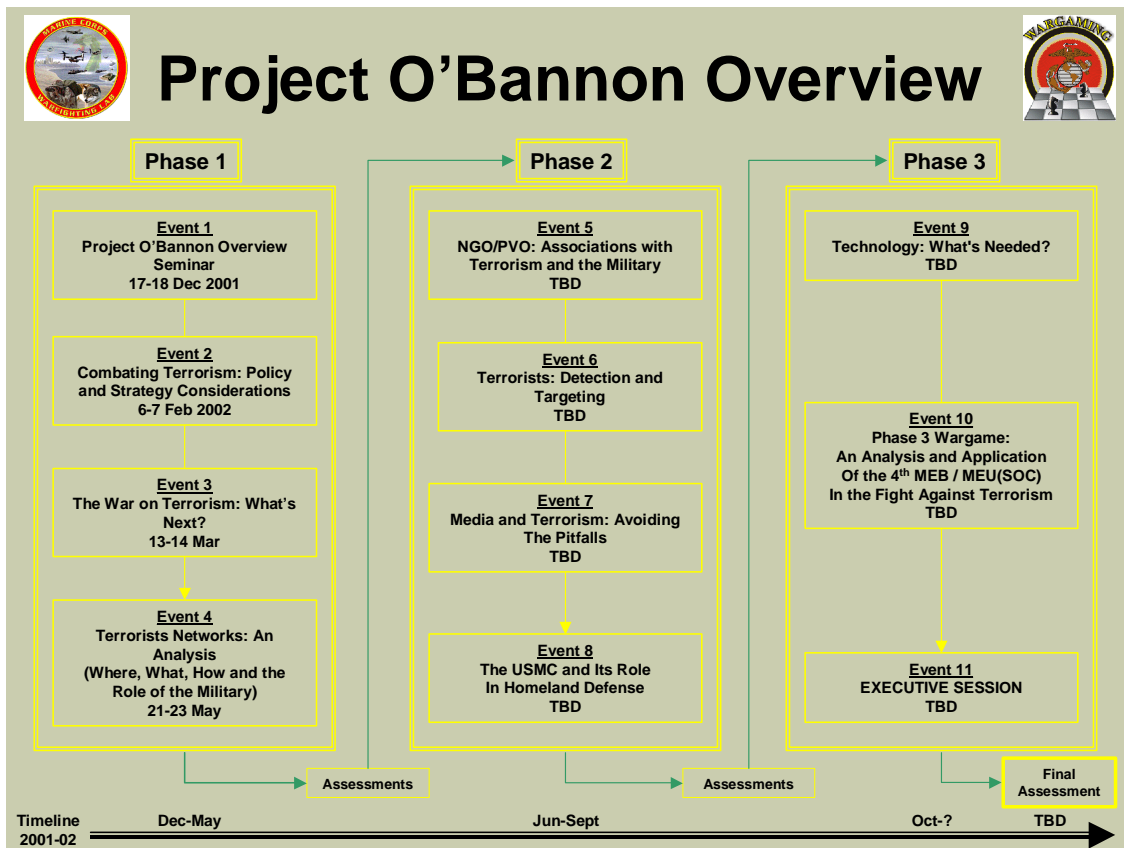 MARINE CORPS
WARFIGHTING LAB
Project O’Bannon Overview
WARGAMING
Phase 1
Event 1
Project O’Bannon Overview
Seminar
17-18 Dec 2001
Event 2
Combating Terrorism: Policy
and Strategy Considerations
6-7 Feb 2002
Event 3
The War on Terrorism: What’s
Next?
13-14 Mar
Event 4
Terrorists Networks: An
Analysis
(Where, What, How and the
Role of the Military)
21-23 May
Assessments
Phase 2
Event 5
NGO/PVO: Associations with
Terrorism and the Military
TBD
Event 6
Terrorists: Detection and
Targeting
TBD
Event 7
Media and Terrorism: Avoiding
The Pitfalls
TBD
Event 8
The USMC and Its Role
In Homeland Defense
TBD
Assessments
Phase 3
Event 9
Technology: What's Needed?
TBD
Event 10
Phase 3 Wargame:
An Analysis and Application
Of the 4th MEB / MEU(SOC)
In the Fight Against Terrorism
TBD
Event 11
EXECUTIVE SESSION
TBD
Final
Assessment
Timeline
2001-02
Dec-May
Jun-Sept
Oct-?
TBD